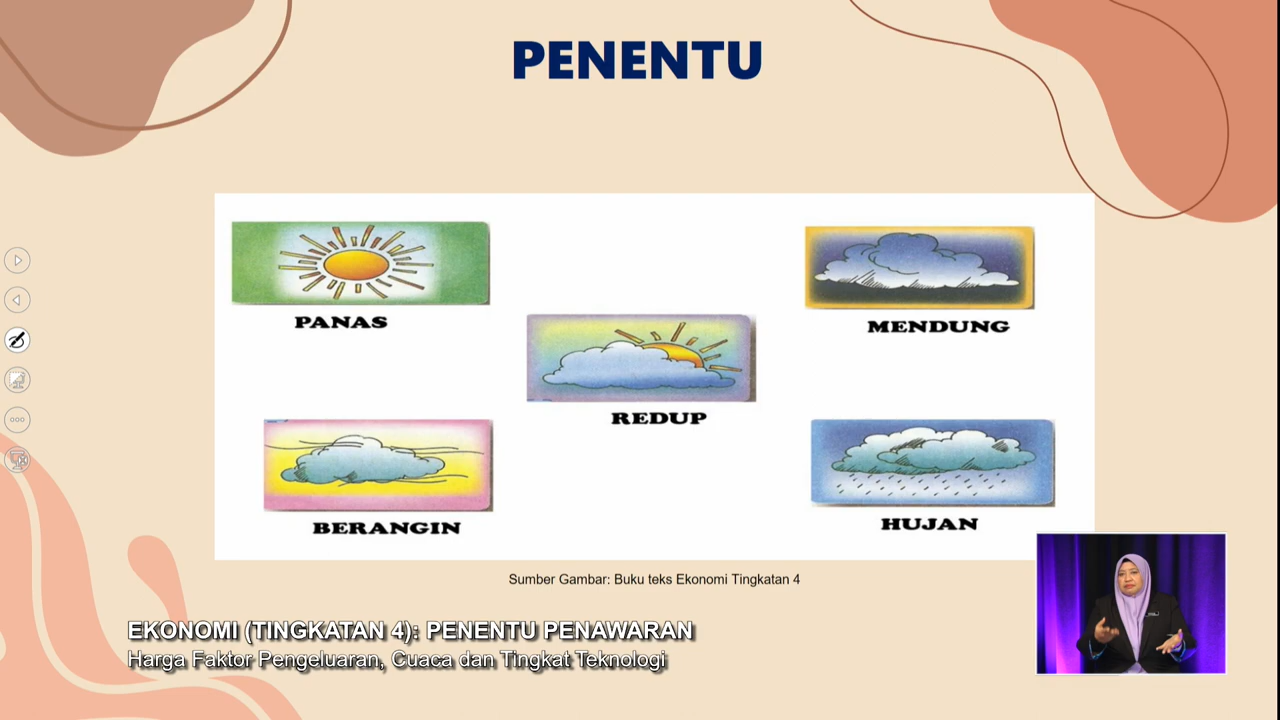 PENENTU
PANAS
MENDUNG
REDUP
BERANGIN
HUJAN
Sumber Gambar: Buku teks Ekonomi Tingkatan 4
EKONOMI (TINGKATAN 4): PENENTU PENAWARAN
Harga Faktor Pengeluaran, Cuaca dan Tingkat Teknologi